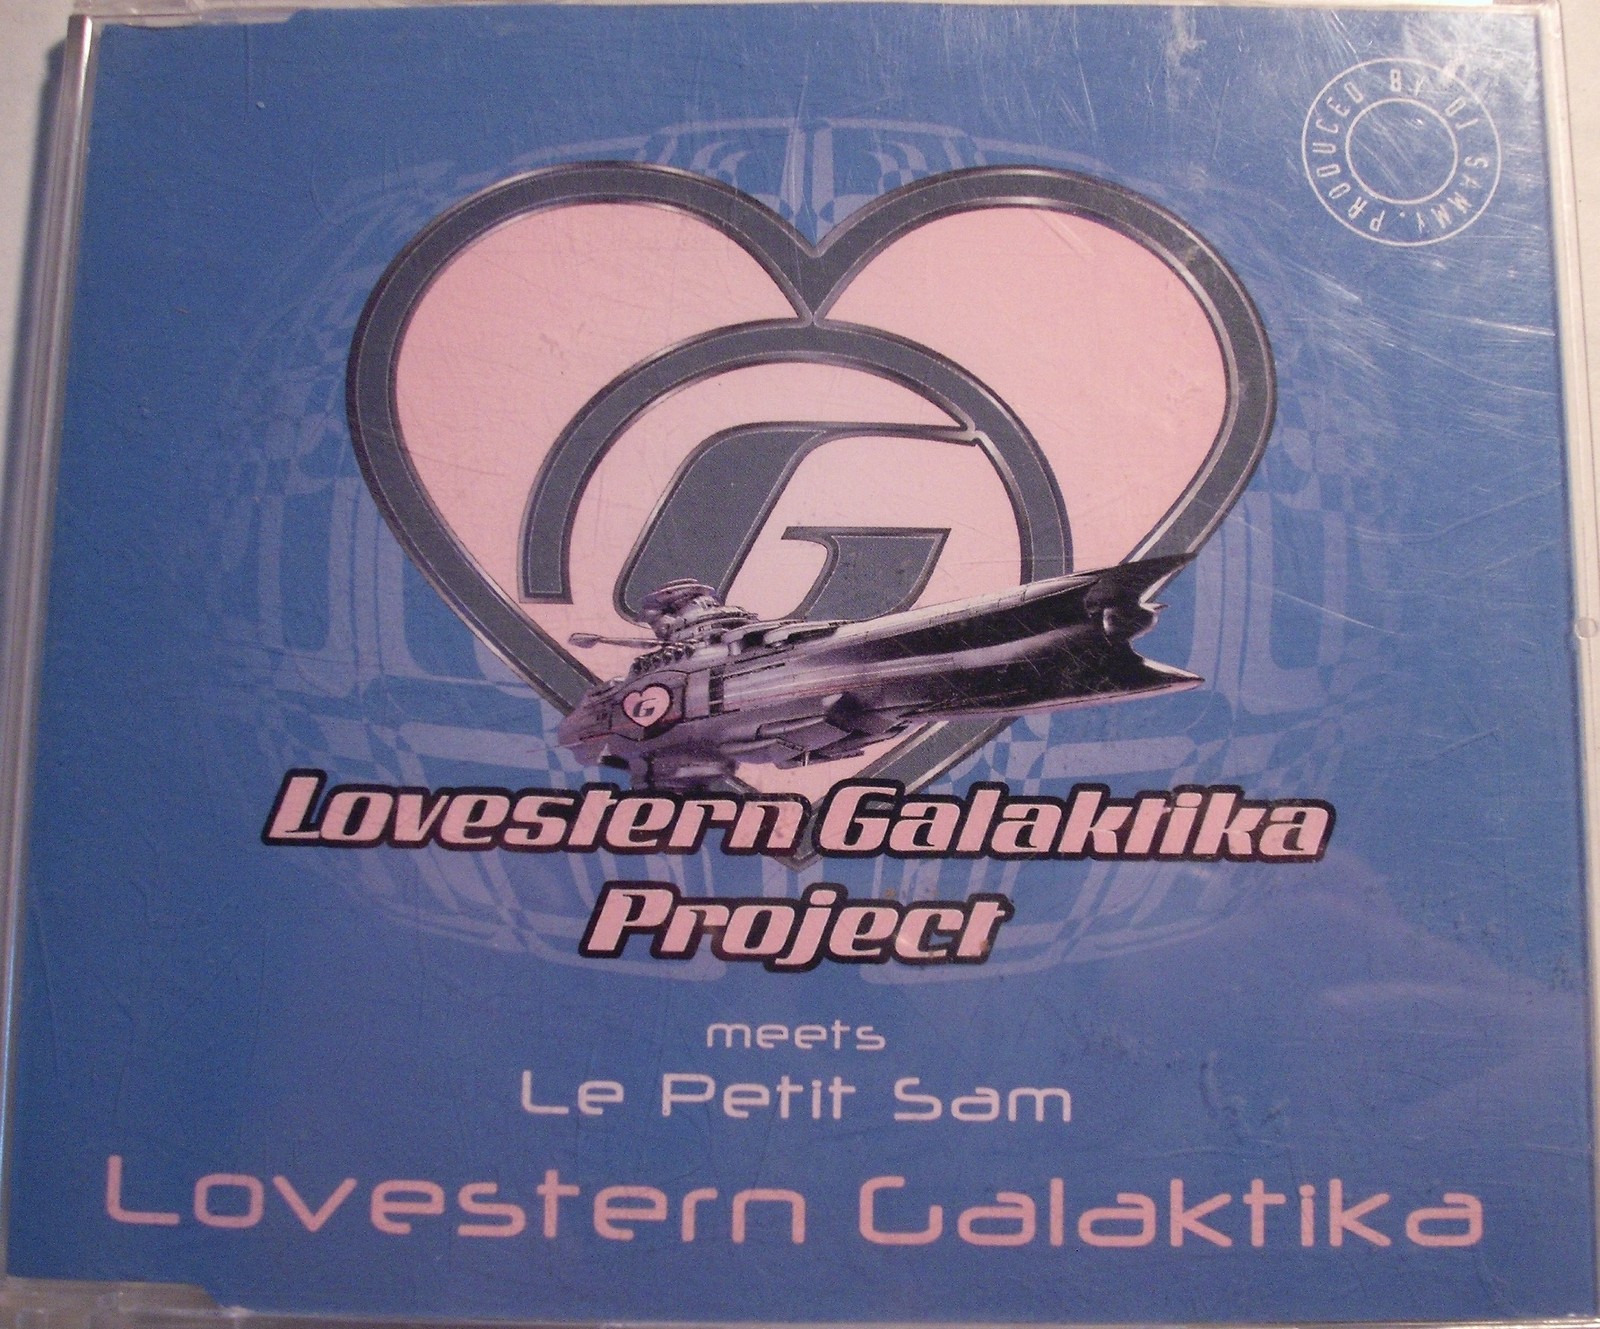 PRODUCED BY DJ SAMMY.
G
G
Lovestern Galaktika
Project
meets
Le Petit Sam
Lovestern Galaktika